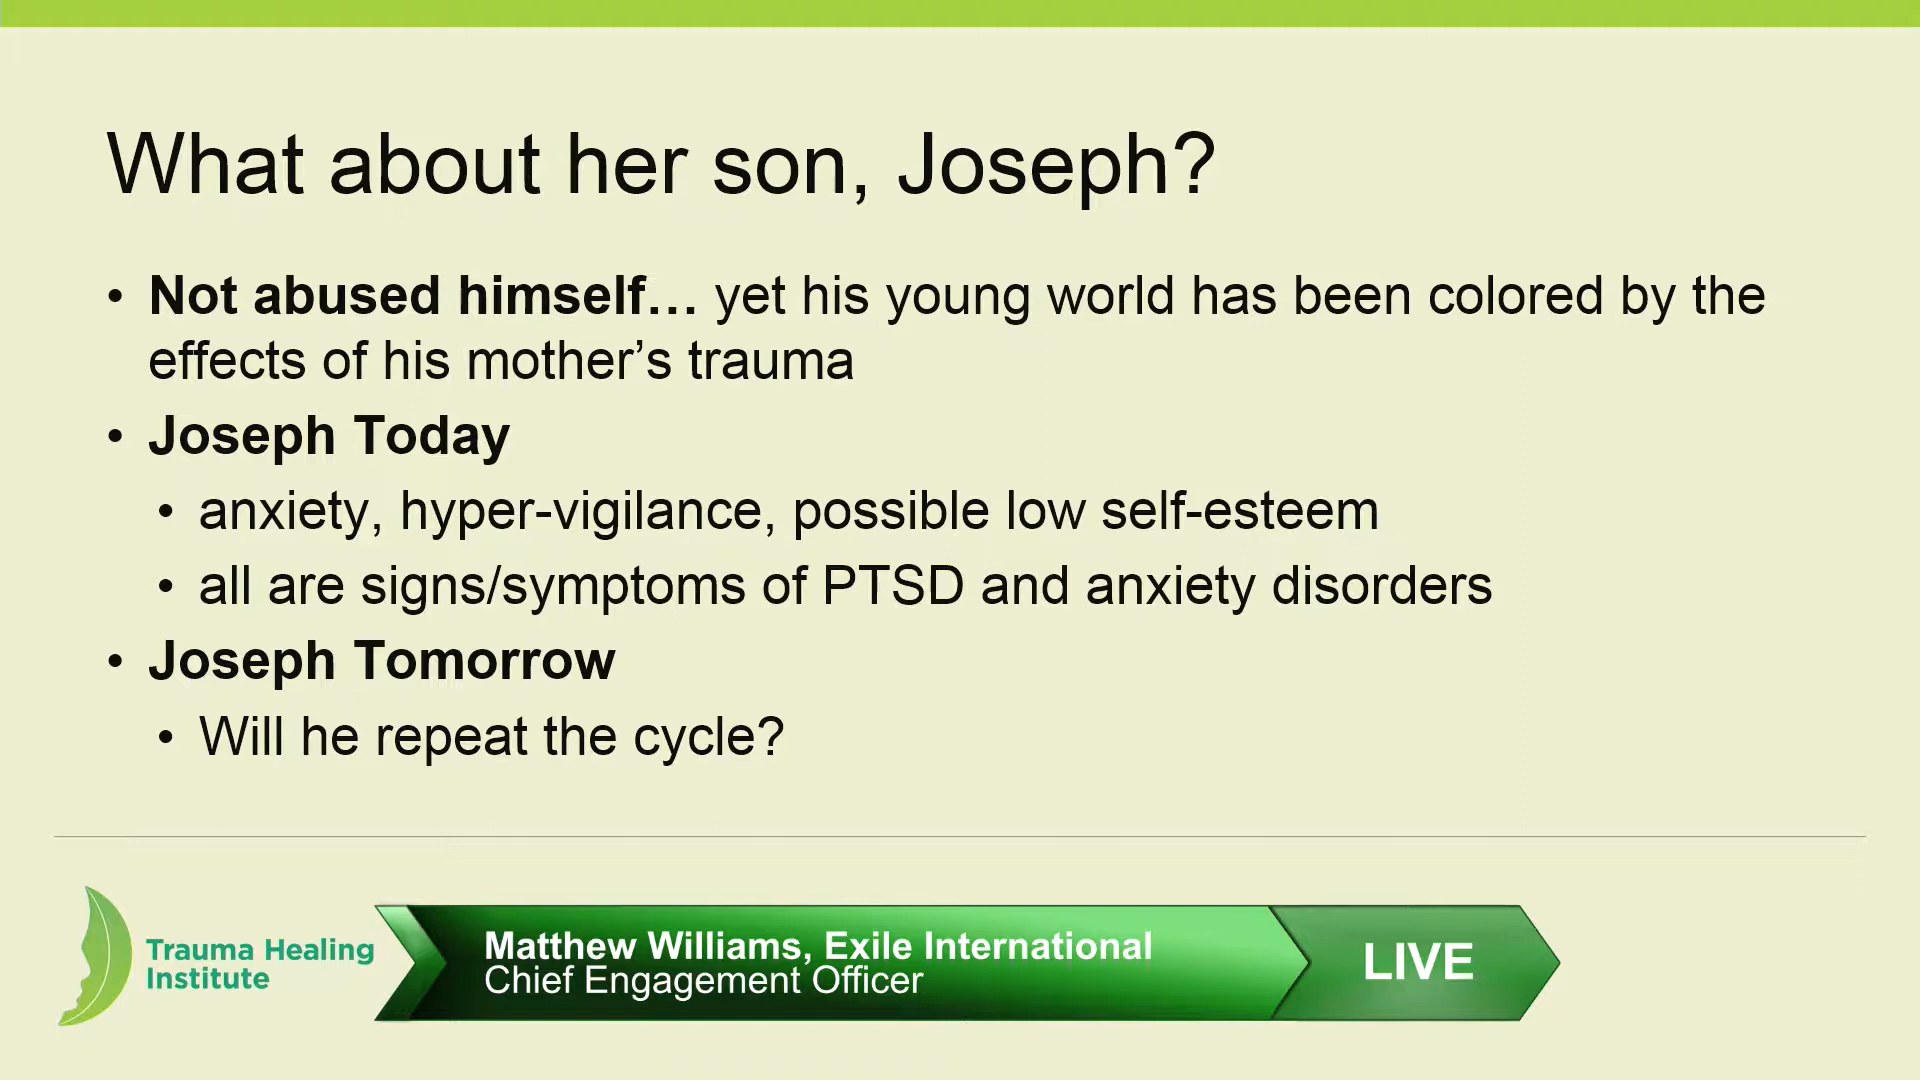 What about her son, Joseph?
• Not abused himself… yet his young world has been colored by the
effects of his mother’s trauma
• Joseph Today
• anxiety, hyper-vigilance, possible low self-esteem
• all are signs/symptoms of PTSD and anxiety disorders
• Joseph Tomorrow
• Will he repeat the cycle?
Trauma Healing
Institute
Matthew Williams, Exile International
Chief Engagement Officer
LIVE